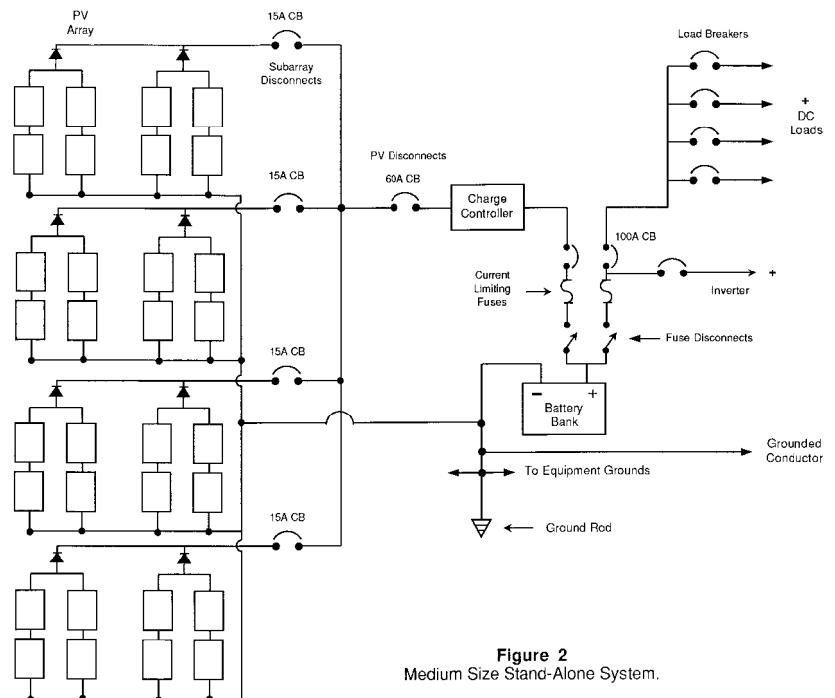 PV
Array
15A CB
Subarray
Disconnects
Load Breakers
+
DC
Loads
15A CB
PV Disconnects
60A CB
Charge
Controller
100A CB
Current
Limiting
Fuses
+
Inverter
Fuse Disconnects
15A CB
- +
Battery
Bank
Grounded
Conductor
To Equipment Grounds
15A CB
Ground Rod
Figure 2
Medium Size Stand-Alone System.